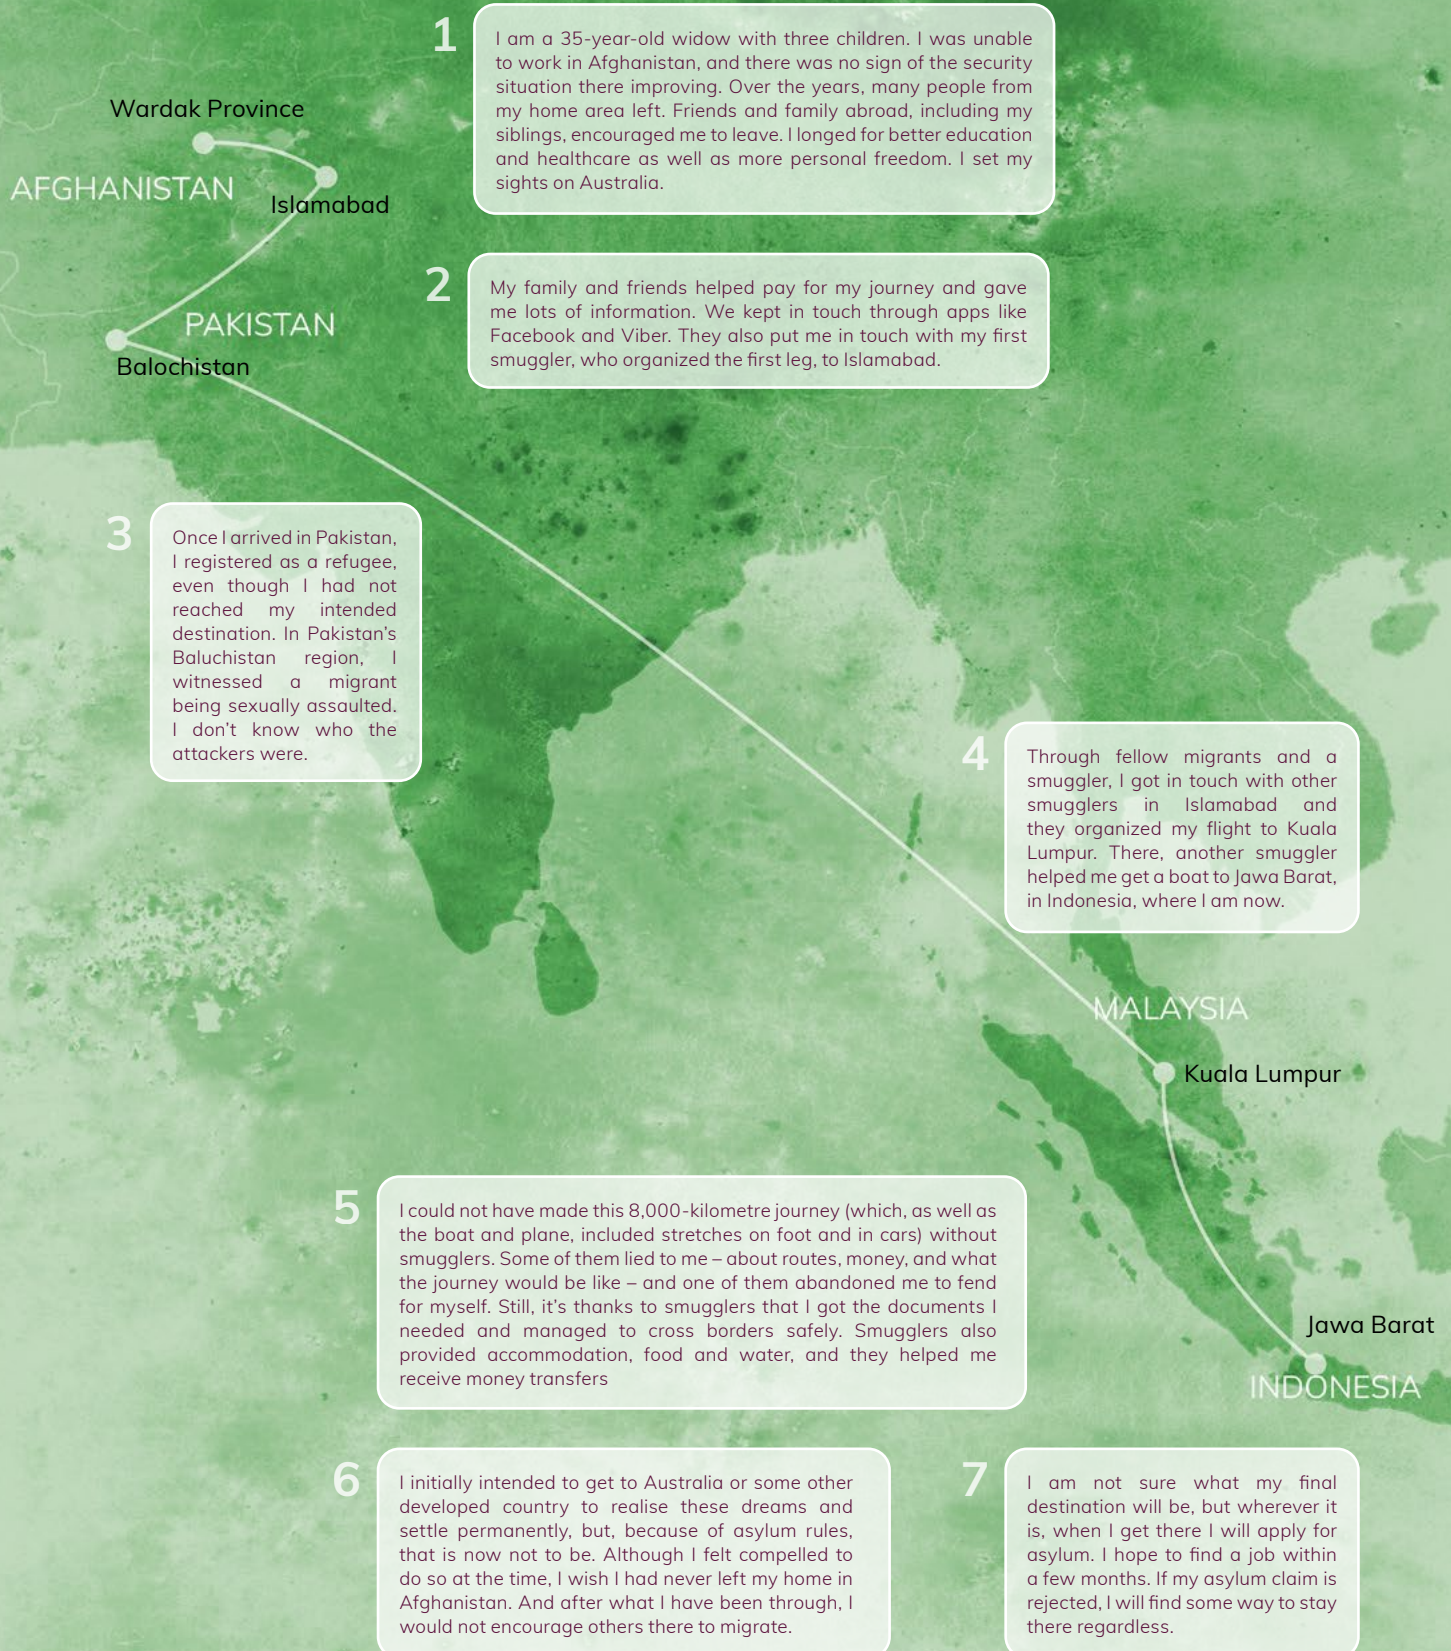 1
I am a 35-year-old widow with three children. I was unable
to work in Afghanistan, and there was no sign of the security
situation there improving. Over the years, many people from
my home area left. Friends and family abroad, including my
siblings, encouraged me to leave. I longed for better education
and healthcare as well as more personal freedom. I set my
sights on Australia.
Wardak Province
AFGHANISTAN
Islamabad
2
My family and friends helped pay for my journey and gave
me lots of information. We kept in touch through apps like
Facebook and Viber. They also put me in touch with my first
smuggler, who organized the first leg, to Islamabad.
PAKISTAN
Balochistan
3
Once I arrived in Pakistan,
I registered as a refugee,
even though I had not
reached my intended
destination. In Pakistan's
Baluchistan region, I
witnessed a migrant
being sexually assaulted.
I don't know who the
attackers were.
4
Through fellow migrants and a
smuggler, I got in touch with other
smugglers in Islamabad and
they organized my flight to Kuala
Lumpur. There, another smuggler
helped me get a boat to Jawa Barat,
in Indonesia, where I am now.
MALAYSIA
Kuala Lumpur
5
I could not have made this 8,000-kilometre journey (which, as well as
the boat and plane, included stretches on foot and in cars) without
smugglers. Some of them lied to me – about routes, money, and what
the journey would be like – and one of them abandoned me to fend
for myself. Still, it's thanks to smugglers that I got the documents I
needed and managed to cross borders safely. Smugglers also
provided accommodation, food and water, and they helped me
receive money transfers
Jawa Barat
INDONESIA
6
I initially intended to get to Australia or some other
developed country to realise these dreams and
settle permanently, but, because of asylum rules,
that is now not to be. Although I felt compelled to
do so at the time, I wish I had never left my home in
Afghanistan. And after what I have been through, I
would not encourage others there to migrate.
7
I am not sure what my final
destination will be, but wherever it
is, when I get there I will apply for
asylum. I hope to find a job within
a few months. If my asylum claim is
rejected, I will find some way to stay
there regardless.